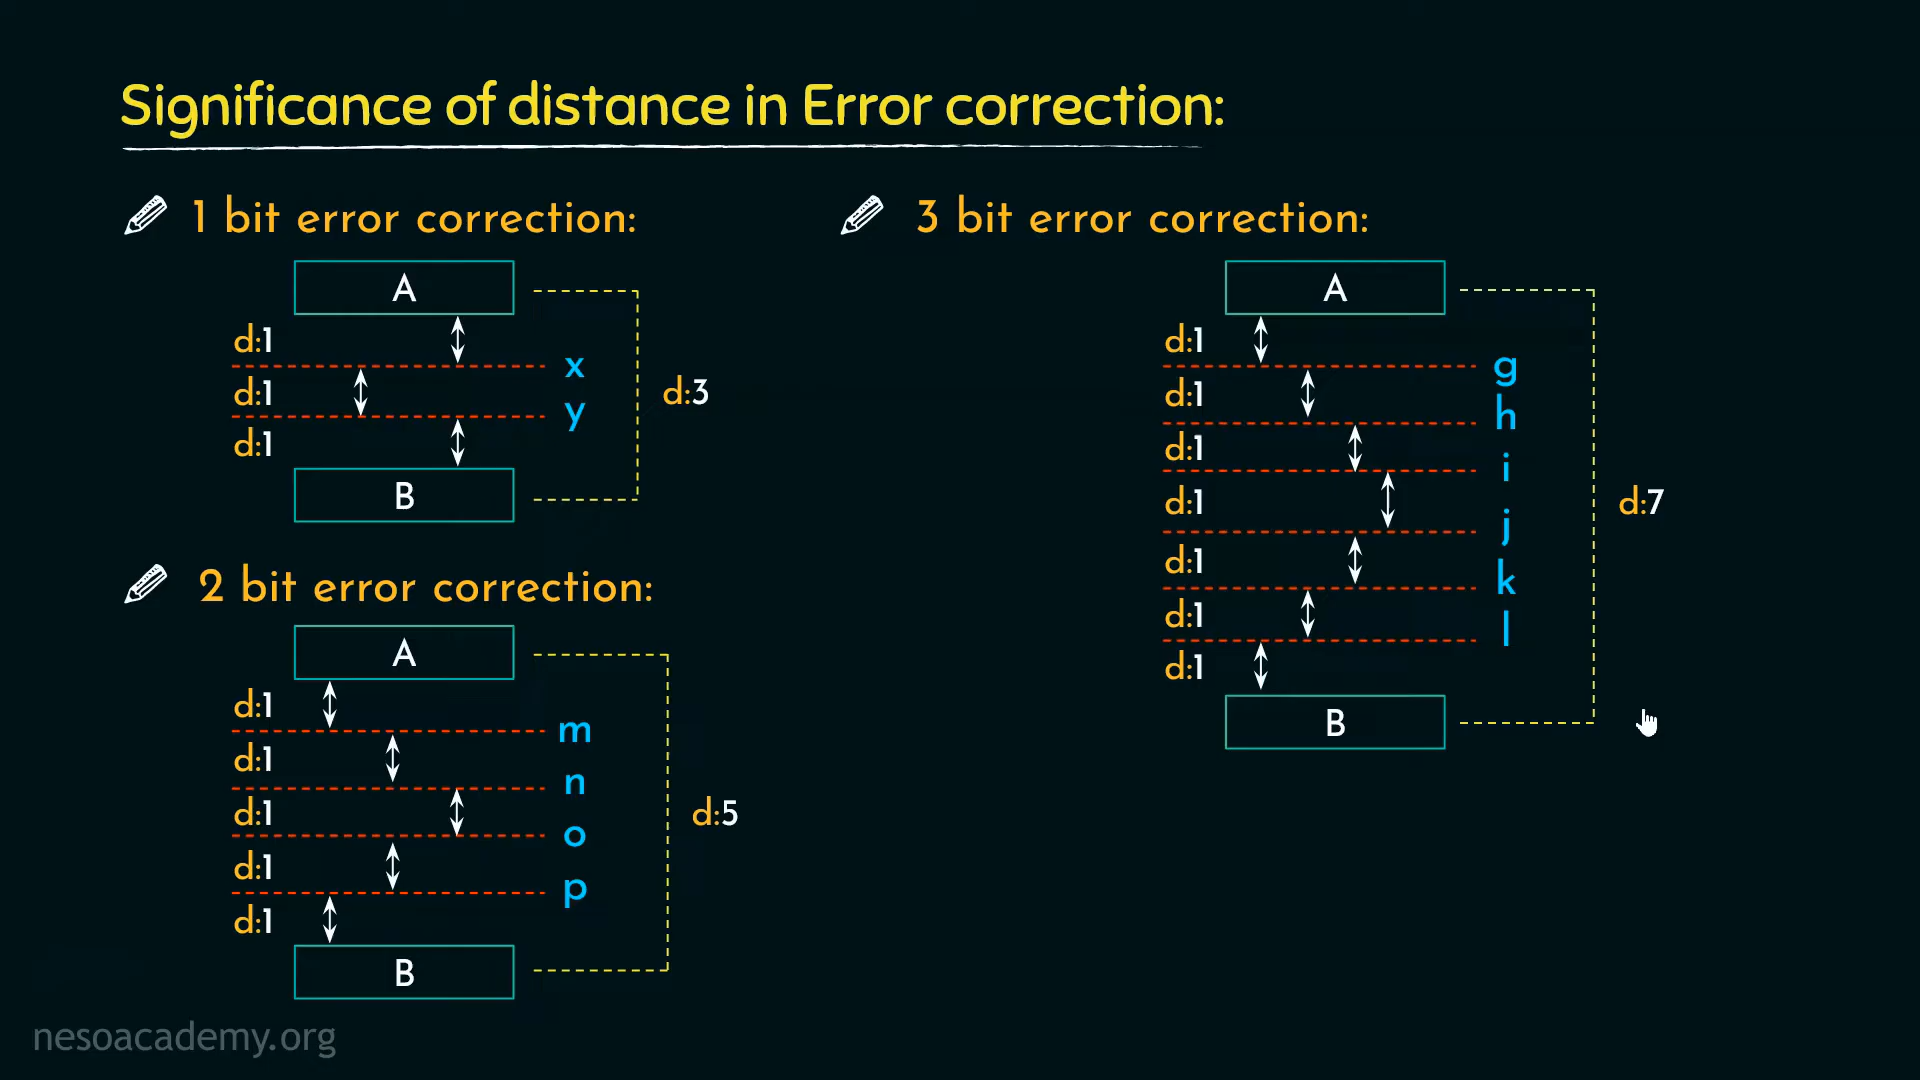 Significance of distance in Error correction:
1 bit error correction:
A
d:1
x
d:1
y
d:3
d:1
B
2 bit error correction:
A
d:1
m
d:1
n
d:1
o
d:5
d:1
p
d:1
B
3 bit error correction:
A
d:1
g
d:1
h
d:1
i
d:1
j
d:7
d:1
k
d:1
l
d:1
B
nesoacademy.org